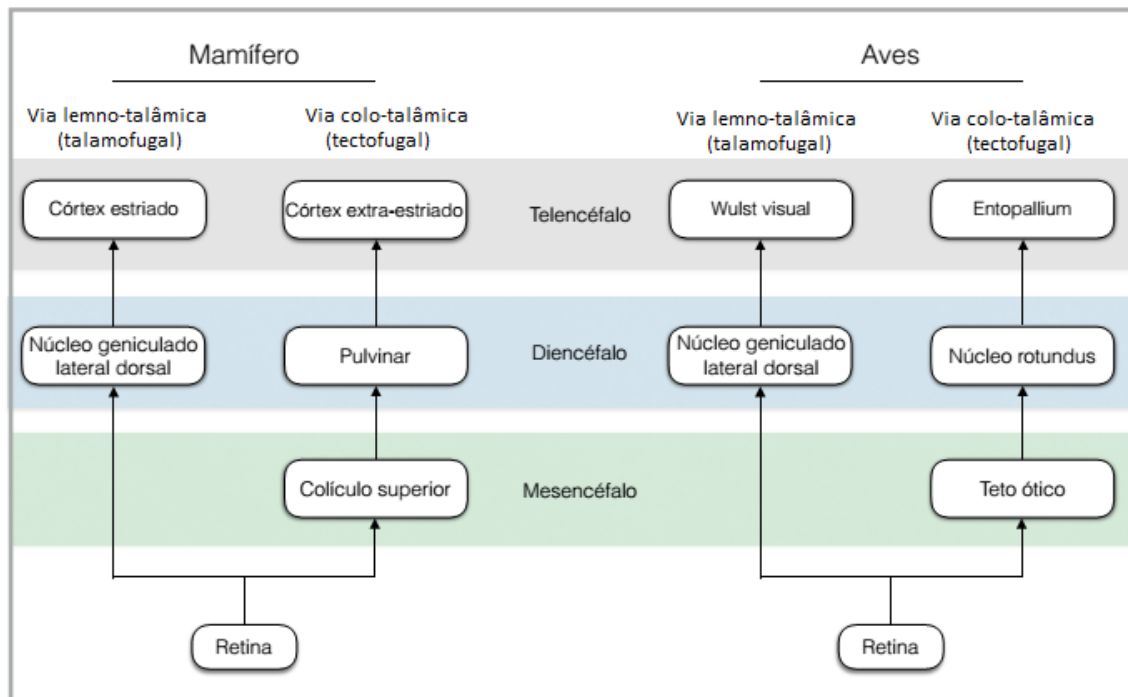 Mamífero
Aves
Via lemno-talâmica
(talamofugal)
Via colo-talâmica
(tectofugal)
Via lemno-talâmica
(talamofugal)
Via colo-talâmica
(tectofugal)
Córtex estriado
Córtex extra-estriado
Telencéfalo
Wulst visual
Entopallium
Núcleo geniculado
lateral dorsal
Pulvinar
Diencéfalo
Núcleo geniculado
lateral dorsal
Núcleo rotundus
Colículo superior
Mesencéfalo
Teto ótico
Retina
Retina